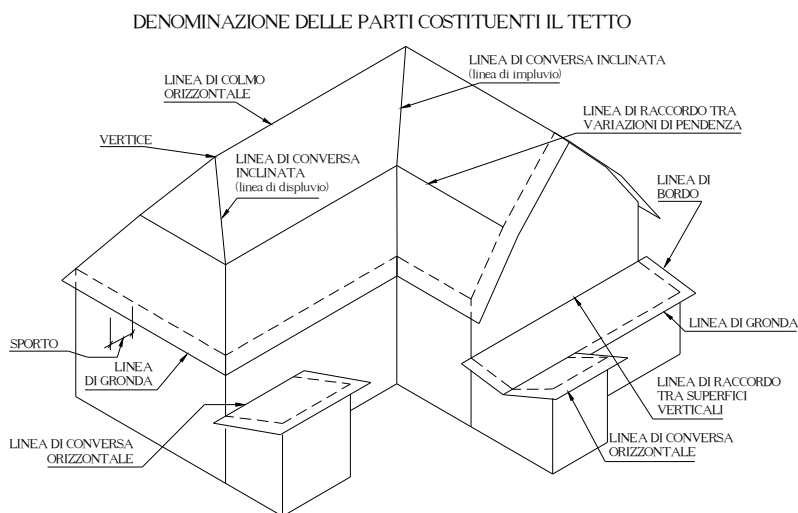 DENOMINAZIONE DELLE PARTI COSTITUENTI IL TETTO
LINEA DI COLMO
ORIZZONTALE
LINEA DI CONVERSA INCLINATA
(linea di impluvio)
LINEA DI RACCORDO TRA
VARIAZIONI DI PENDENZA
VERTICE
LINEA DI CONVERSA
INCLINATA
(linea di displuvio)
LINEA DI
BORDO
SPORTO
LINEA
DI GRONDA
LINEA DI GRONDA
LINEA DI RACCORDO
TRA SUPERFICI
VERTICALI
LINEA DI CONVERSA
ORIZZONTALE
LINEA DI CONVERSA
ORIZZONTALE